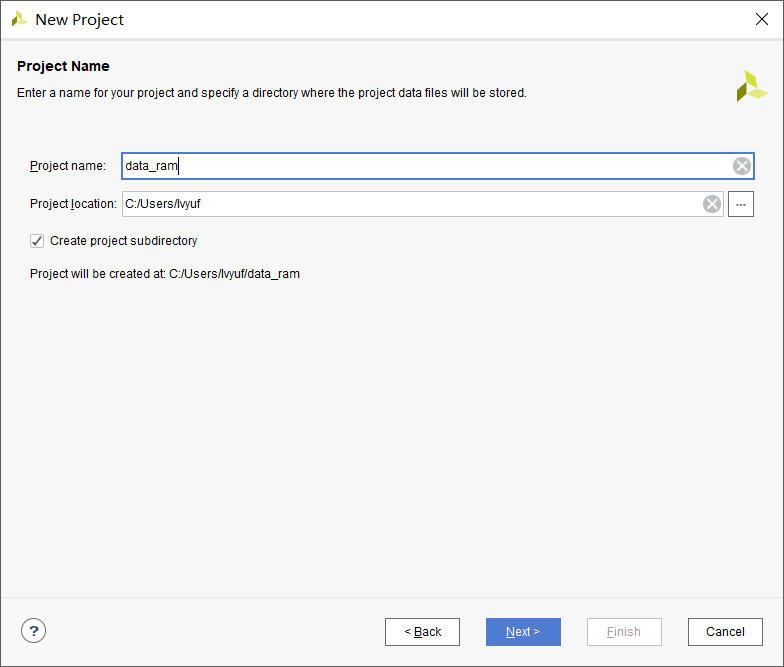 New Project
Project Name
Enter a name for your project and specify a directory where the project data files will be stored.
Project name: data_ram
Project location: C:/Users/lvyuf ...
Create project subdirectory
Project will be created at: C:/Users/lvyuf/data_ram
? < Back Next > Finish Cancel